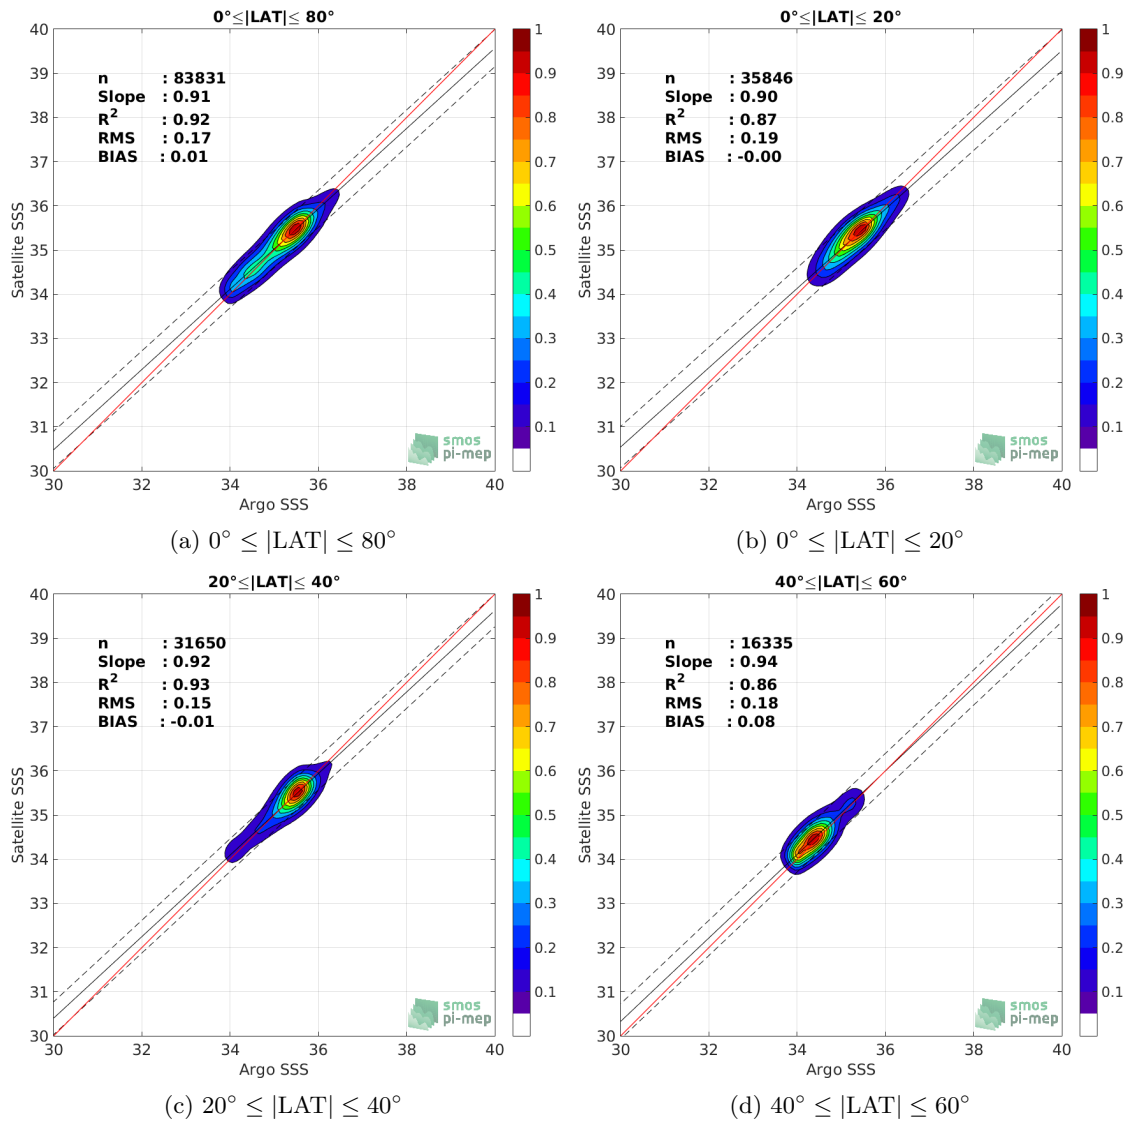 0°≤|LAT|≤ 80°
n : 83831
Slope : 0.91
R2 : 0.92
RMS : 0.17
BIAS : 0.01
40
39
38
37
36
35
34
33
32
31
30
Satellite SSS
30 32 34 36 38 40
Argo SSS
1
0.9
0.8
0.7
0.6
0.5
0.4
0.3
0.2
0.1
smos
pi-mep
(a) 0° ≤ |LAT| ≤ 80°
0°≤|LAT|≤ 20°
n : 35846
Slope : 0.90
R2 : 0.87
RMS : 0.19
BIAS : -0.00
40
39
38
37
36
35
34
33
32
31
30
Satellite SSS
30 32 34 36 38 40
Argo SSS
1
0.9
0.8
0.7
0.6
0.5
0.4
0.3
0.2
0.1
smos
pi-mep
(b) 0° ≤ |LAT| ≤ 20°
20°≤|LAT|≤ 40°
n : 31650
Slope : 0.92
R2 : 0.93
RMS : 0.15
BIAS : -0.01
40
39
38
37
36
35
34
33
32
31
30
Satellite SSS
30 32 34 36 38 40
Argo SSS
1
0.9
0.8
0.7
0.6
0.5
0.4
0.3
0.2
0.1
smos
pi-mep
(c) 20° ≤ |LAT| ≤ 40°
40°≤|LAT|≤ 60°
n : 16335
Slope : 0.94
R2 : 0.86
RMS : 0.18
BIAS : 0.08
40
39
38
37
36
35
34
33
32
31
30
Satellite SSS
30 32 34 36 38 40
Argo SSS
1
0.9
0.8
0.7
0.6
0.5
0.4
0.3
0.2
0.1
smos
pi-mep
(d) 40° ≤ |LAT| ≤ 60°